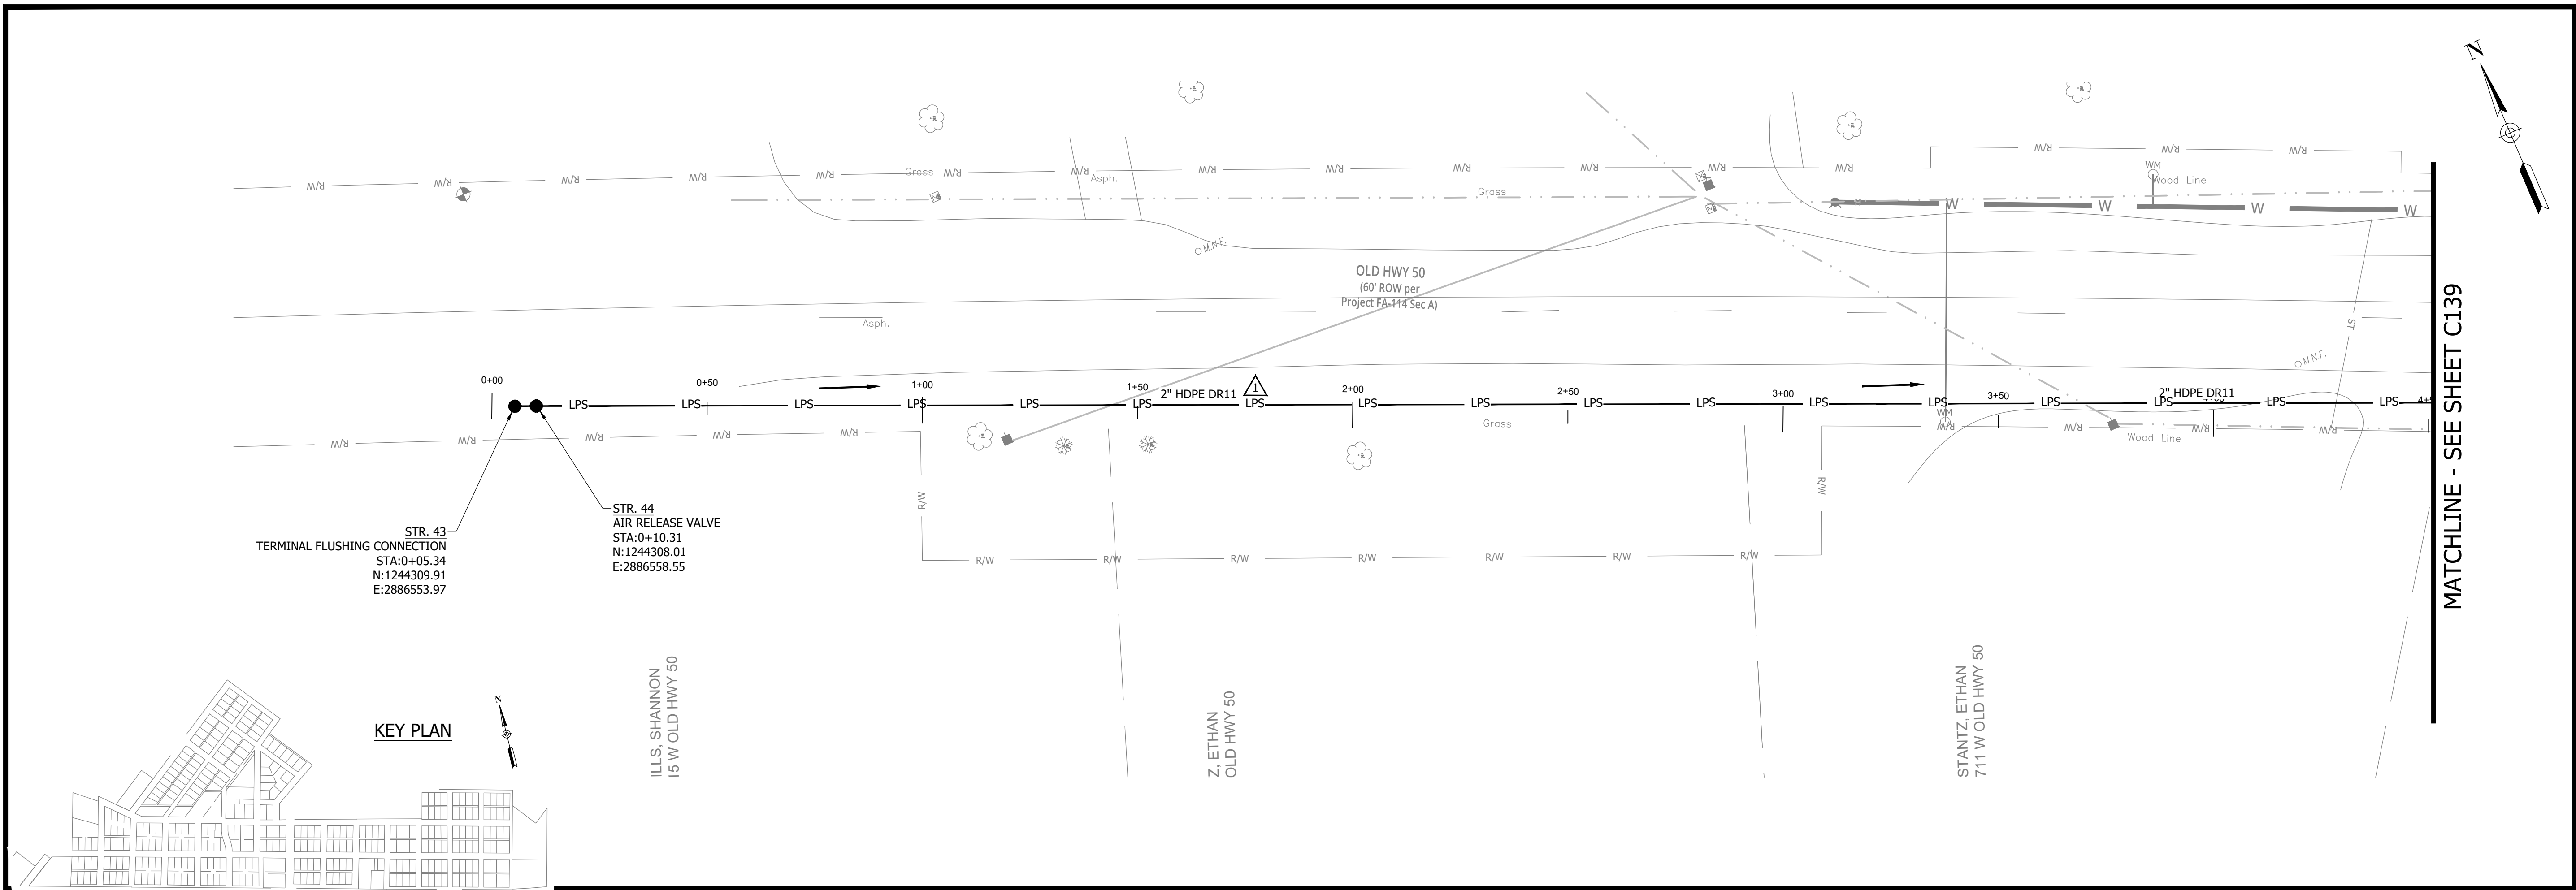 N
R/W R/W R/W R/W R/W R/W R/W R/W R/W R/W R/W R/W R/W R/W R/W R/W
Grass
Asph.
Grass
WM
Wood Line
W W W W
O M.N.F.
OLD HWY 50
(60' ROW per
Project FA-114 Sec A)
Asph.
ST
O M.N.F.
0+00 0+50 1+00 1+50 2+00 2+50 3+00 3+50
2" HDPE DR11
1
2" HDPE DR11
LPS LPS LPS LPS LPS LPS LPS LPS LPS LPS LPS LPS LPS LPS LPS LPS LPS
WM
Grass
Wood Line
R/W R/W R/W R/W R/W R/W R/W R/W R/W
R/W R/W
R/W R/W R/W R/W R/W R/W R/W
STR. 43
TERMINAL FLUSHING CONNECTION
STA:0+05.34
N:1244309.91
E:2886553.97
STR. 44
AIR RELEASE VALVE
STA:0+10.31
N:1244308.01
E:2886558.55
MATCHLINE - SEE SHEET C139
ILLS, SHANNON
15 W OLD HWY 50
Z, ETHAN
OLD HWY 50
STANTZ, ETHAN
711 W OLD HWY 50
KEY PLAN
N